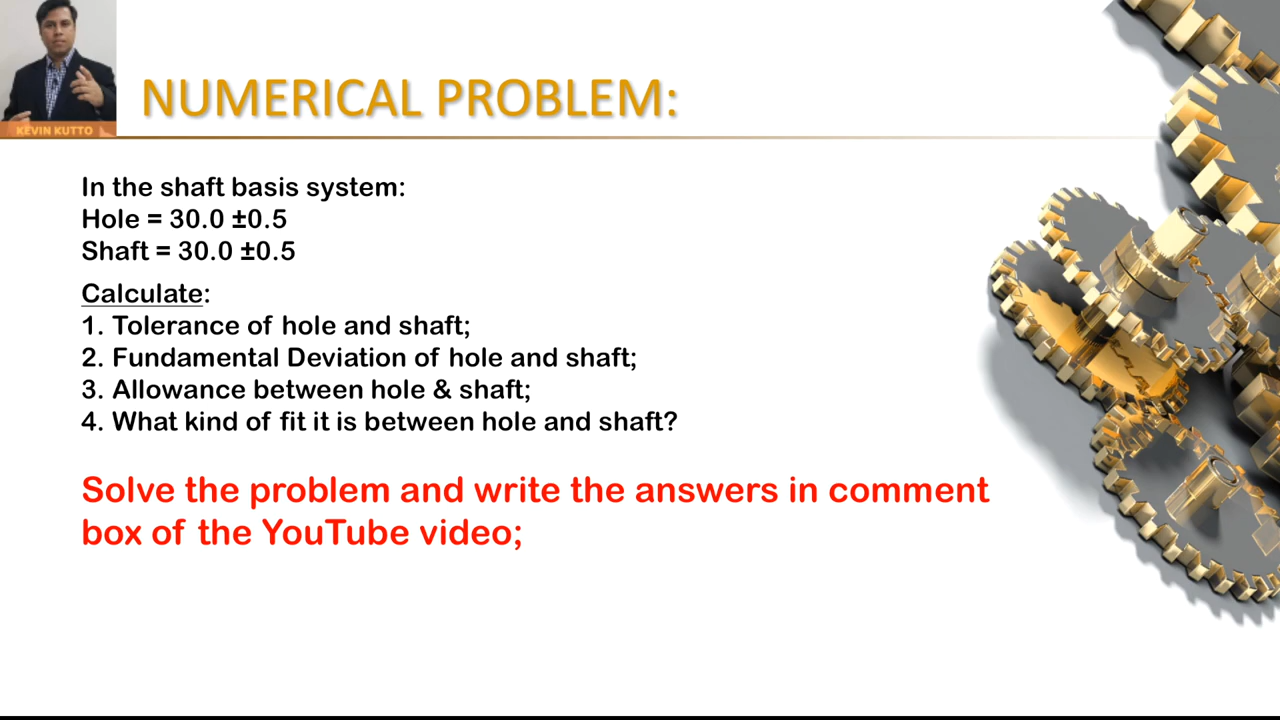 KEVIN KUTTO
NUMERICAL PROBLEM:
In the shaft basis system:
Hole = 30.0 ±0.5
Shaft = 30.0 ±0.5
Calculate:
1. Tolerance of hole and shaft;
2. Fundamental Deviation of hole and shaft;
3. Allowance between hole & shaft;
4. What kind of fit it is between hole and shaft?
Solve the problem and write the answers in comment
box of the YouTube video;